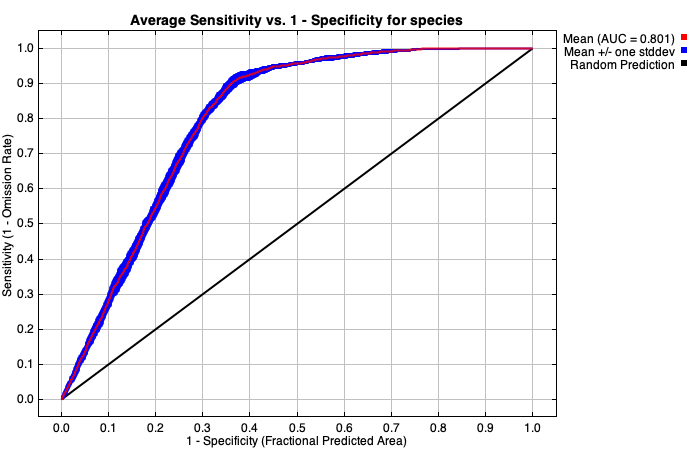 Average Sensitivity vs. 1 - Specificity for species
Mean (AUC = 0.801)
Mean +/- one stddev
Random Prediction
Sensitivity (1 - Omission Rate)
1.0
0.9
0.8
0.7
0.6
0.5
0.4
0.3
0.2
0.1
0.0
0.0 0.1 0.2 0.3 0.4 0.5 0.6 0.7 0.8 0.9 1.0
1 - Specificity (Fractional Predicted Area)